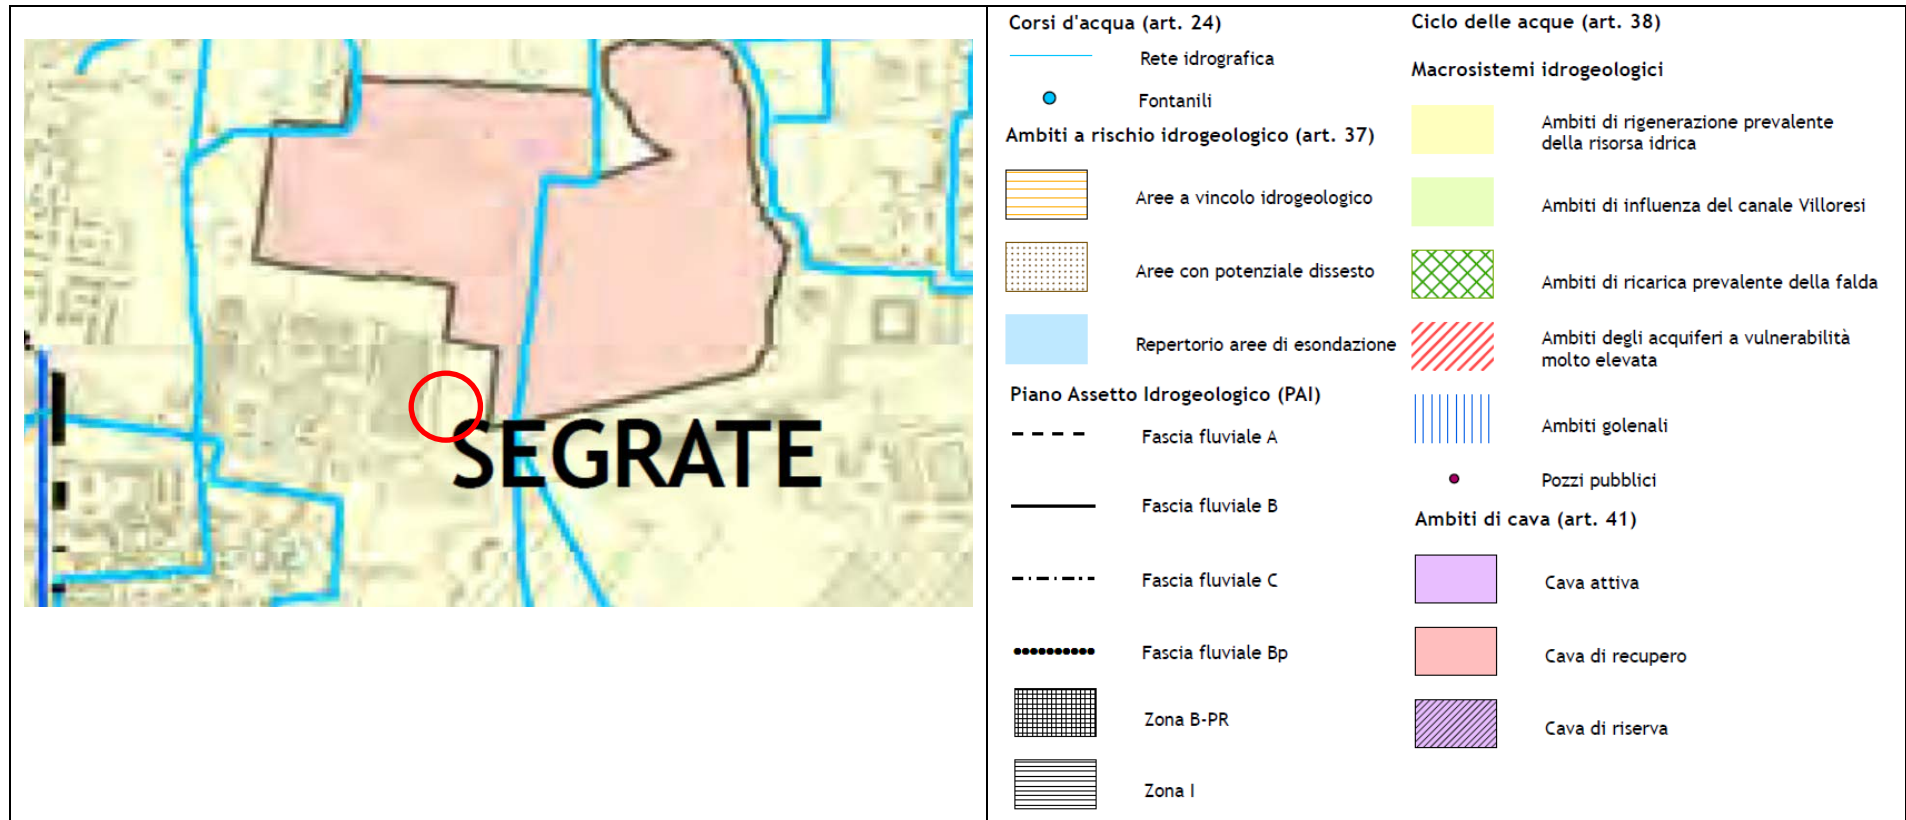 SEGRATE
Corsi d'acqua (art. 24)
Rete idrografica
Fontanili
Ambiti a rischio idrogeologico (art. 37)
Aree a vincolo idrogeologico
Aree con potenziale dissesto
Repertorio aree di esondazione
Piano Assetto Idrogeologico (PAI)
Fascia fluviale A
Fascia fluviale B
Fascia fluviale C
Fascia fluviale Bp
Zona B-PR
Zona I
Ciclo delle acque (art. 38)
Macrosistemi idrogeologici
Ambiti di rigenerazione prevalente
della risorsa idrica
Ambiti di influenza del canale Villoresi
Ambiti di ricarica prevalente della falda
Ambiti degli acquiferi a vulnerabilità
molto elevata
Ambiti golenali
Pozzi pubblici
Ambiti di cava (art. 41)
Cava attiva
Cava di recupero
Cava di riserva